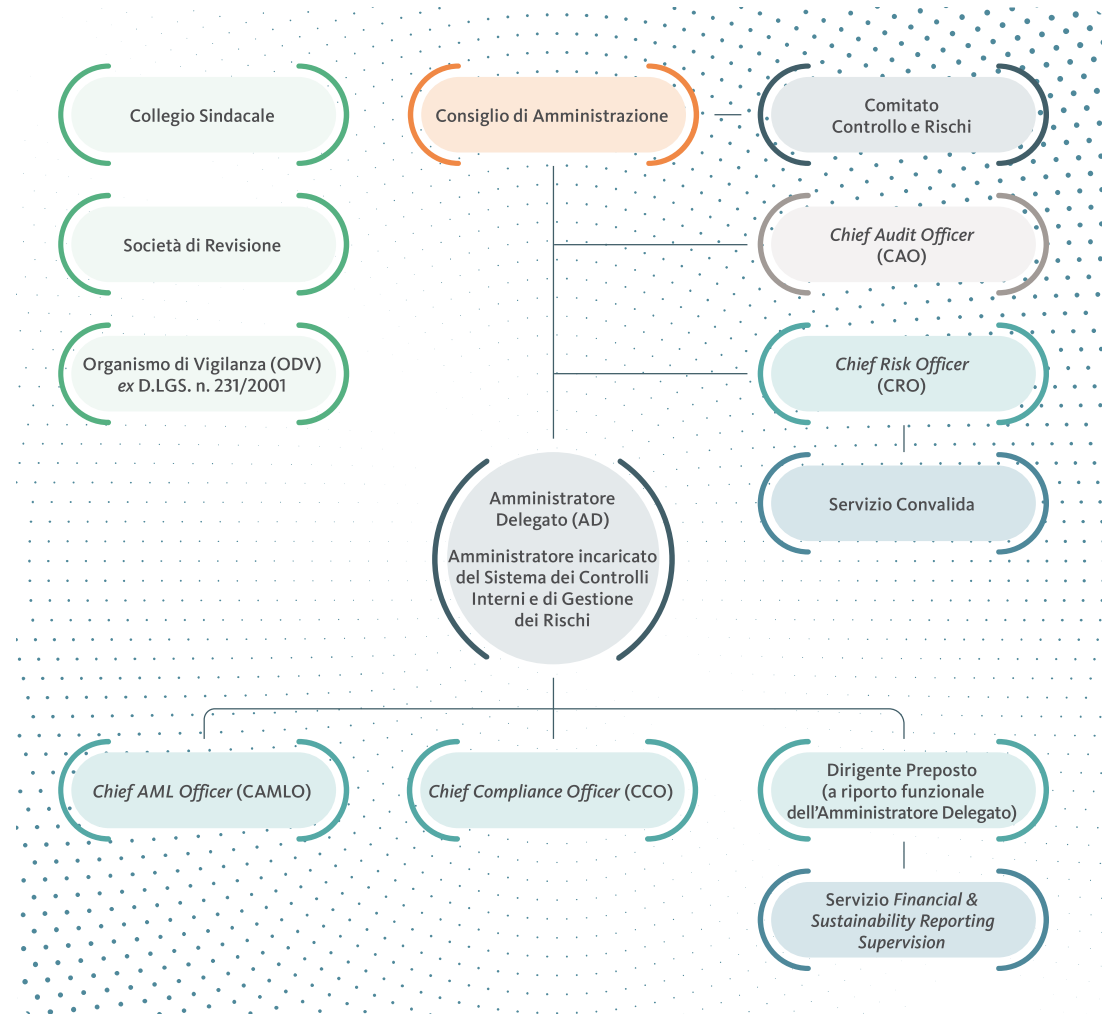 Collegio Sindacale
Consiglio di Amministrazione
Comitato
Controllo e Rischi
Società di Revisione
Chief Audit Officer
(CAO)
Organismo di Vigilanza (ODV)
ex D.LGS. n. 231/2001
Chief Risk Officer
(CRO)
Servizio Convalida
Amministratore
Delegato (AD)
Amministratore incaricato
del Sistema dei Controlli
Interni e di Gestione
dei Rischi
Chief AML Officer (CAMLO)
Chief Compliance Officer (CCO)
Dirigente Preposto
(a riporto funzionale
dell’Amministratore Delegato)
Servizio Financial &
Sustainability Reporting
Supervision